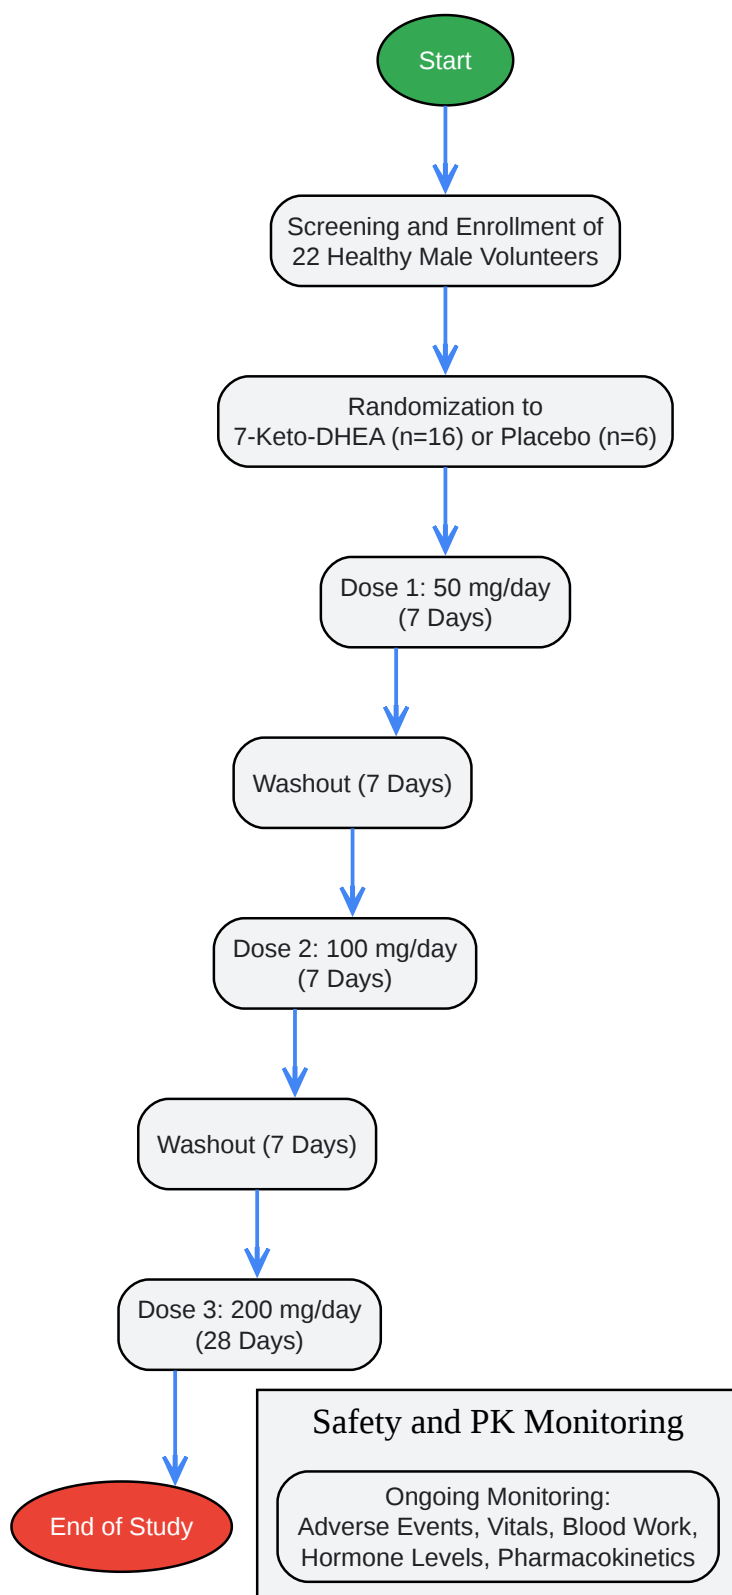 Start
Screening and Enrollment of
22 Healthy Male Volunteers
Randomization to
7-Keto-DHEA (n=16) or Placebo (n=6)
Dose 1: 50 mg/day
(7 Days)
Washout (7 Days)
Dose 2: 100 mg/day
(7 Days)
Washout (7 Days)
Dose 3: 200 mg/day
(28 Days)
Safety and PK Monitoring
Ongoing Monitoring:
Adverse Events, Vitals, Blood Work,
Hormone Levels, Pharmacokinetics
End of Study